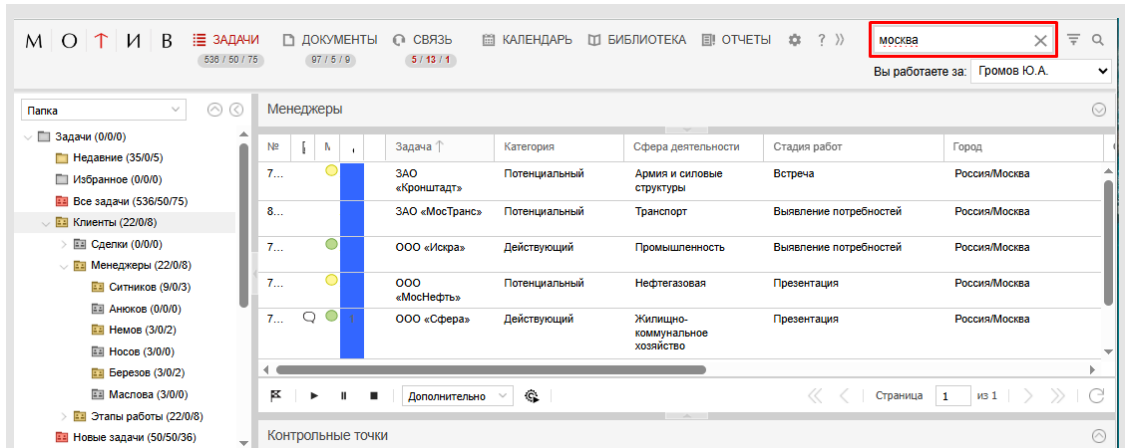 МОТИВ
ЗАДАЧИ ДОКУМЕНТЫ СВЯЗЬ КАЛЕНДАРЬ БИБЛИОТЕКА ОТЧЕТЫ ? москва
536 / 50 / 75 97 / 5 / 9 5 / 13 / 1
Вы работаете за: Громов Ю.А.
Папка
Задачи (0/0/0)
Недавние (35/0/5)
Избранное (0/0/0)
Все задачи (536/50/75)
Клиенты (22/0/8)
Сделки (0/0/0)
Менеджеры (22/0/8)
Ситников (9/0/3)
Анюков (0/0/0)
Немов (3/0/2)
Носов (3/0/0)
Березов (3/0/2)
Маслова (3/0/0)
Этапы работы (22/0/8)
Новые задачи (50/50/36)
Менеджеры
№ Задача Категория Сфера деятельности Стадия работ Город
7... ЗАО Потенциальный Армия и силовые Встреча Россия/Москва
«Кронштадт» структуры
8... ЗАО «МосТранс» Потенциальный Транспорт Выявление потребностей Россия/Москва
7... ООО «Искра» Действующий Промышленность Выявление потребностей Россия/Москва
7... ООО Потенциальный Нефтегазовая Презентация Россия/Москва
«МосНефть»
7... ООО «Сфера» Действующий Жилищно- Презентация Россия/Москва
коммунальное
хозяйство
Дополнительно Страница 1 из 1
Контрольные точки